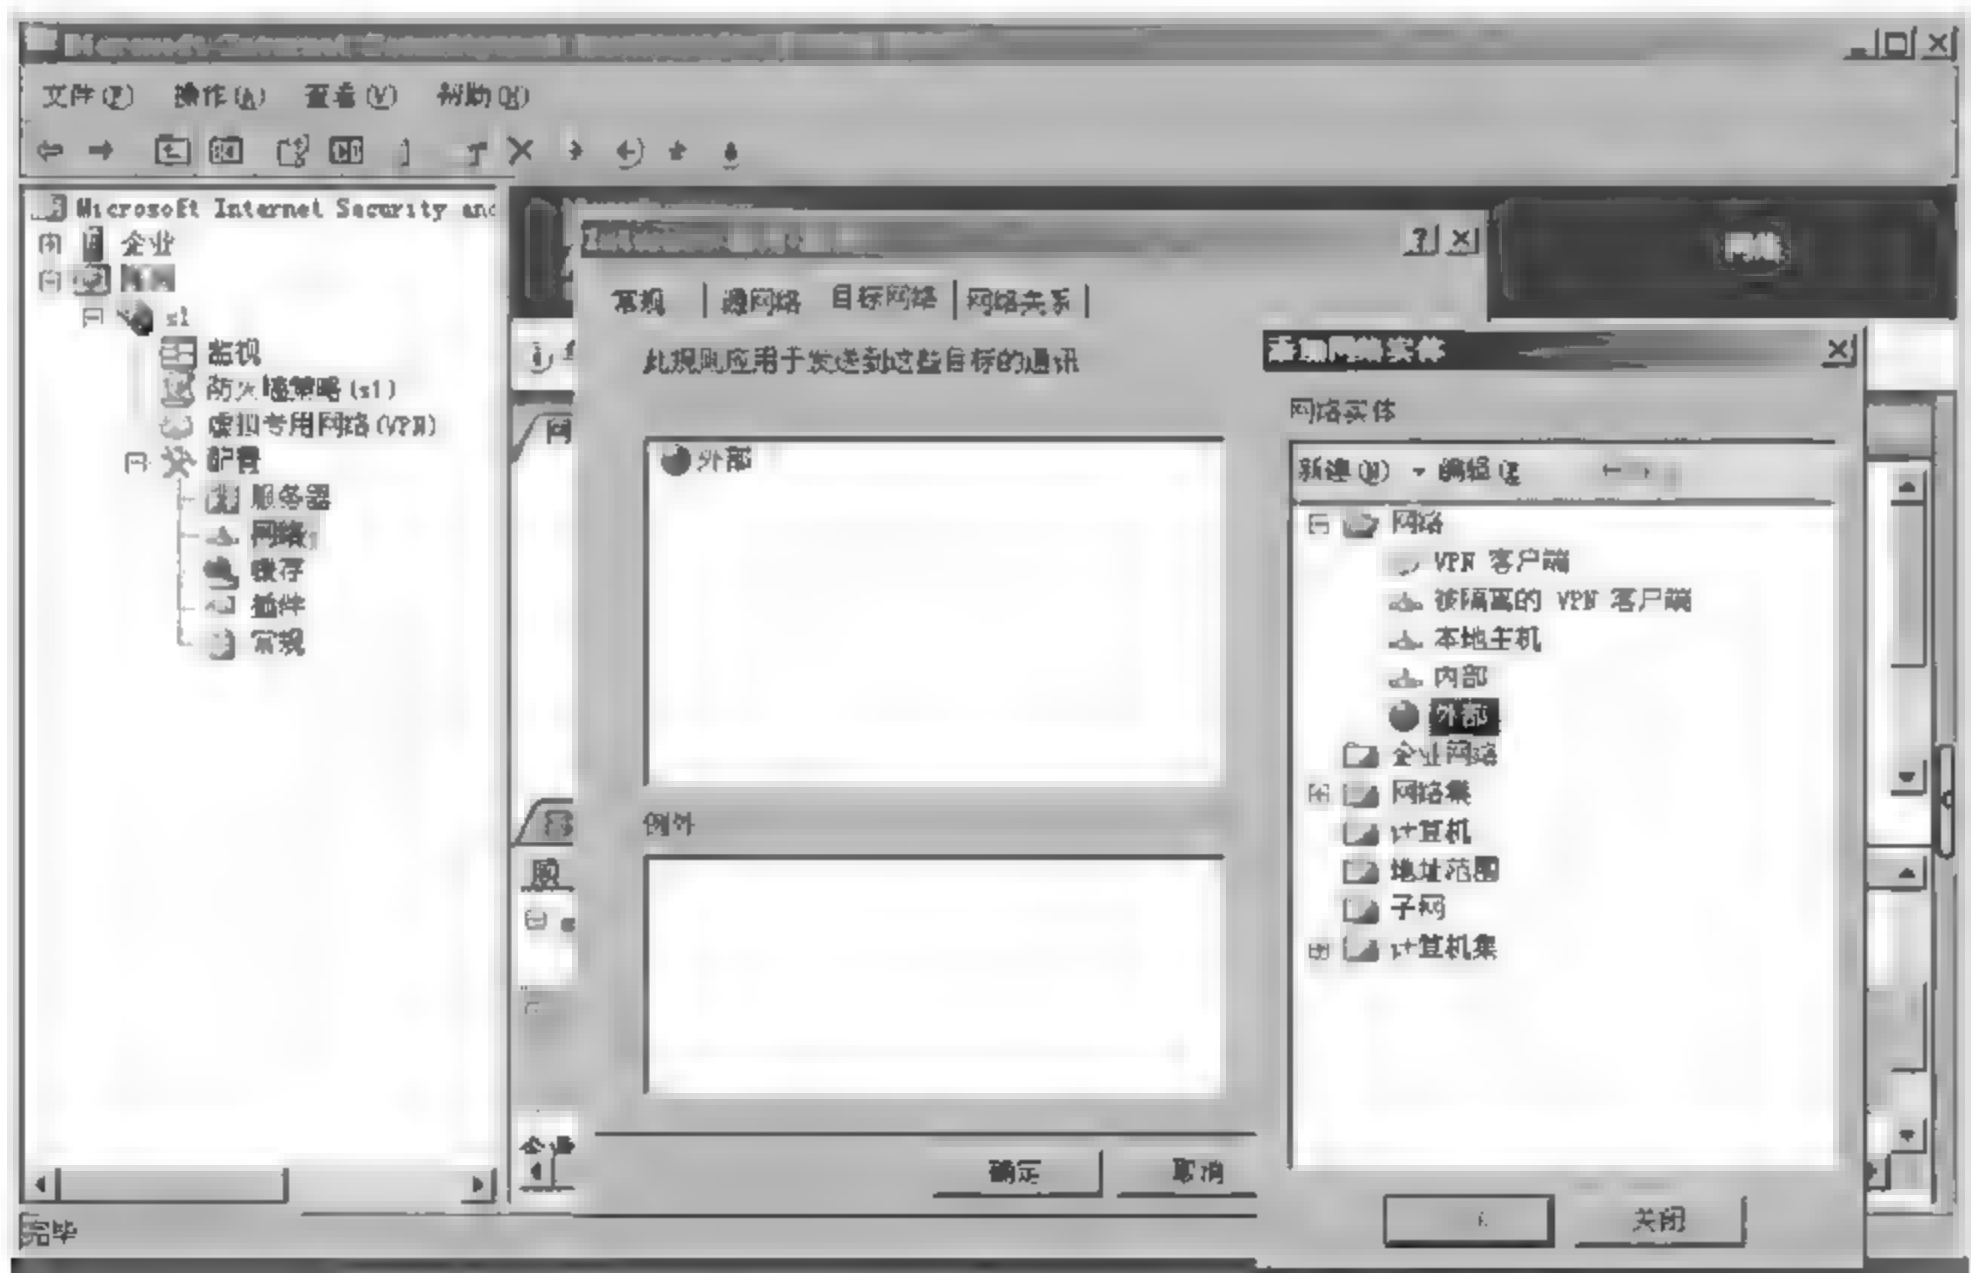 文件(F) 操作(A) 查看(V) 帮助(H)
Microsoft Internet Security and
企业
s1
监视
防火墙策略(s1)
虚拟专用网络(VPN)
配置
服务器
网络
缓存
插件
常规
完毕
常规 源网络 目标网络 网络关系
此规则应用于发送到这些目标的通讯
外部
例外
确定 取消
添加网络实体
网络实体
新建(N) 编辑(E
网络
VPN 客户端
被隔离的 VPN 客户端
本地主机
内部
外部
企业网络
网络集
计算机
地址范围
子网
计算机集
关闭